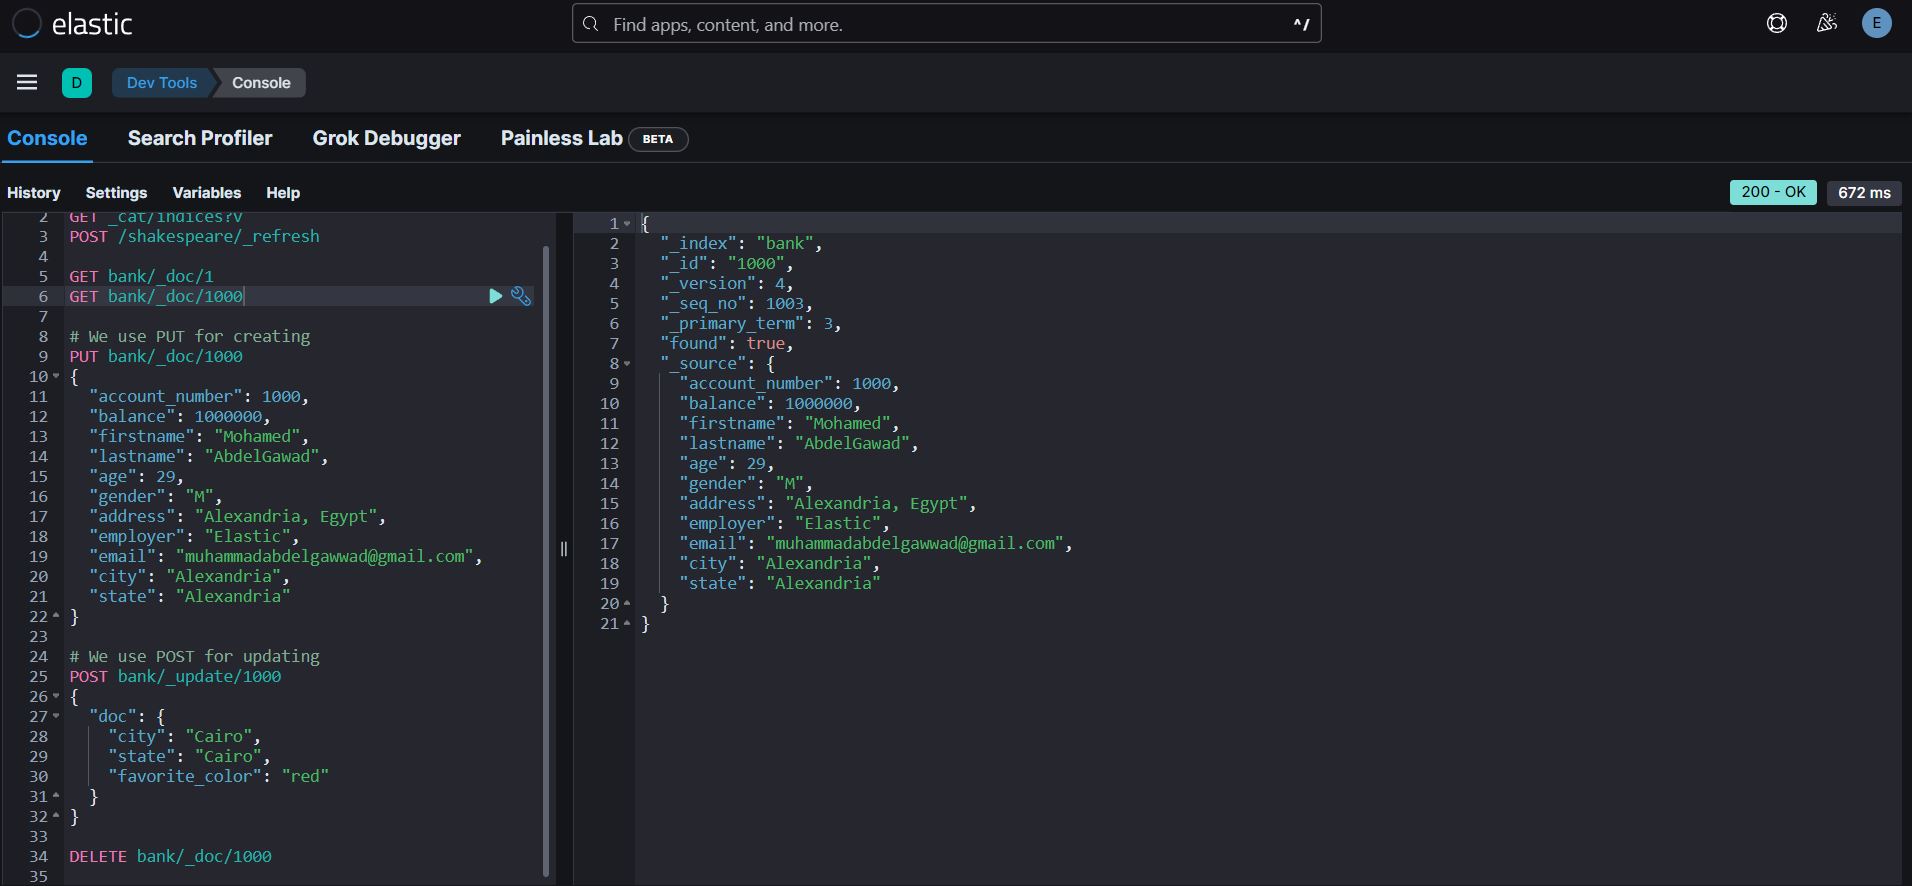 elastic
Find apps, content, and more.
^/
E
D
Dev Tools
Console
Console
Search Profiler
Grok Debugger
Painless Lab
BETA
History
Settings
Variables
Help
200 - OK
672 ms
2 GET _cat/indices?v
3 POST /shakespeare/_refresh
4
5 GET bank/_doc/1
6 GET bank/_doc/1000
7
8 # We use PUT for creating
9 PUT bank/_doc/1000
10 {
11 "account_number": 1000,
12 "balance": 1000000,
13 "firstname": "Mohamed",
14 "lastname": "AbdelGawad",
15 "age": 29,
16 "gender": "M",
17 "address": "Alexandria, Egypt",
18 "employer": "Elastic",
19 "email": "muhammadabdelgawwad@gmail.com",
20 "city": "Alexandria",
21 "state": "Alexandria"
22 }
23
24 # We use POST for updating
25 POST bank/_update/1000
26 {
27 "doc": {
28 "city": "Cairo",
29 "state": "Cairo",
30 "favorite_color": "red"
31 }
32 }
33
34 DELETE bank/_doc/1000
35
1 {
2 "_index": "bank",
3 "_id": "1000",
4 "_version": 4,
5 "_seq_no": 1003,
6 "_primary_term": 3,
7 "found": true,
8 "_source": {
9 "account_number": 1000,
10 "balance": 1000000,
11 "firstname": "Mohamed",
12 "lastname": "AbdelGawad",
13 "age": 29,
14 "gender": "M",
15 "address": "Alexandria, Egypt",
16 "employer": "Elastic",
17 "email": "muhammadabdelgawwad@gmail.com",
18 "city": "Alexandria",
19 "state": "Alexandria"
20 }
21 }